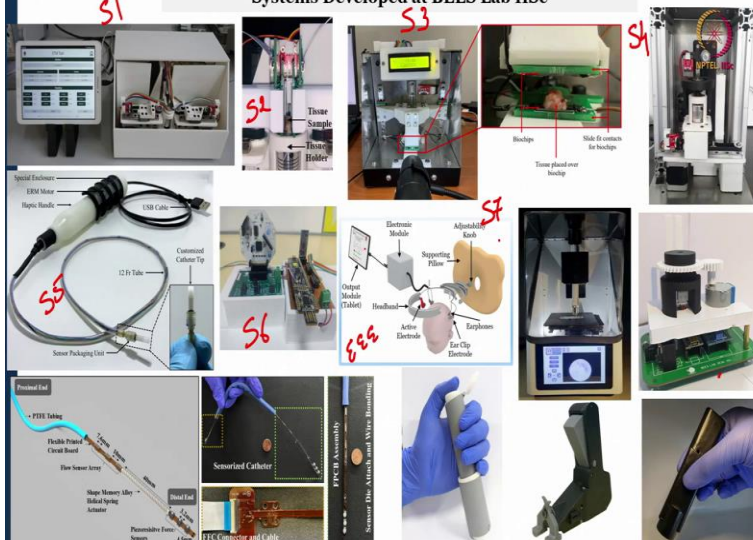 Systems Developed at BEES Lab IISc
S1
S2
Tissue
Sample
Tissue
Holder
S3
Biochips
Tissue placed over
biochip
Slide fit contacts
for biochips
S4
NPTEL IISc
Special Enclosure
ERM Motor
Haptic Handle
USB Cable
12 Fr Tube
Customized
Catheter Tip
Sensor Packaging Unit
S5
S6
S7
Electronic
Module
Adjustability
Knob
Supporting
Pillow
Output
Module
(Tablet)
Headband
Active
Electrode
Earphones
Ear Clip
Electrode
Proximal End
PTFE Tubing
Flexible Printed
Circuit Board
Flow Sensor Array
Shape Memory Alloy
Helical Spring
Actuator
Distal End
Piezoresistive Force
Sensors
Sensorized Catheter
FFC Connector and Cable
FPCB Assembly
Sensor Die Attach and Wire Bonding